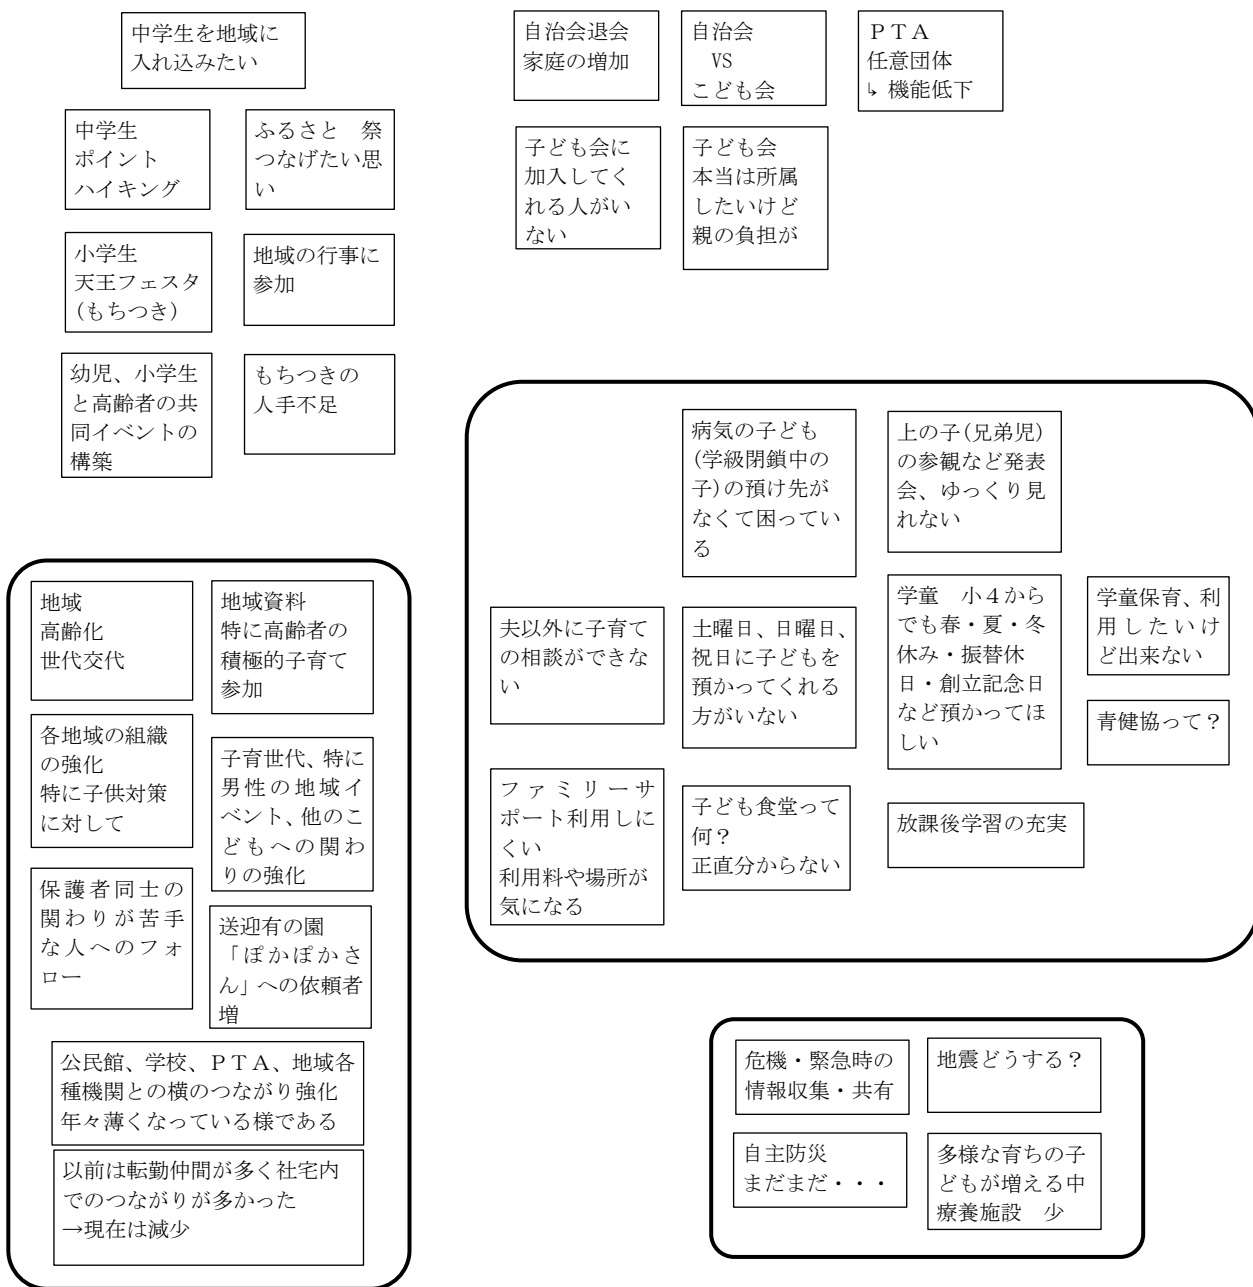 中学生を地域に
入れ込みたい
中学生
ポイント
ハイキング
ふるさと　祭
つなげたい思
い
小学生
天王フェスタ
(もちつき)
地域の行事に
参加
幼児、小学生
と高齢者の共
同イベントの
構築
もちつきの
人手不足
自治会退会
家庭の増加
自治会
VS
こども会
ＰＴＡ
任意団体
↳ 機能低下
子ども会に
加入してく
れる人がい
ない
子ども会
本当は所属
したいけど
親の負担が
病気の子ども
(学級閉鎖中の
子)の預け先が
なくて困ってい
る
上の子(兄弟児)
の参観など発表
会、ゆっくり見
れない
夫以外に子育て
の相談ができな
い
土曜日、日曜日、
祝日に子どもを
預かってくれる
方がいない
学童　小４から
でも春・夏・冬
休み・振替休
日・創立記念日
など預かってほ
しい
学童保育、利
用したいけ
ど出来ない
青健協って？
ファミリーサ
ポート利用しに
くい
利用料や場所が
気になる
子ども食堂って
何？
正直分からない
放課後学習の充実
地域
高齢化
世代交代
地域資料
特に高齢者の
積極的子育て
参加
各地域の組織
の強化
特に子供対策
に対して
子育世代、特に
男性の地域イ
ベント、他のこ
どもへの関わ
りの強化
保護者同士の
関わりが苦手
な人へのフォ
ロー
送迎有の園
「ぽかぽかさ
ん」への依頼者
増
公民館、学校、ＰＴＡ、地域各
種機関との横のつながり強化
年々薄くなっている様である
以前は転勤仲間が多く社宅内
でのつながりが多かった
→現在は減少
危機・緊急時の
情報収集・共有
地震どうする？
自主防災
まだまだ・・・
多様な育ちの子
どもが増える中
療養施設　少